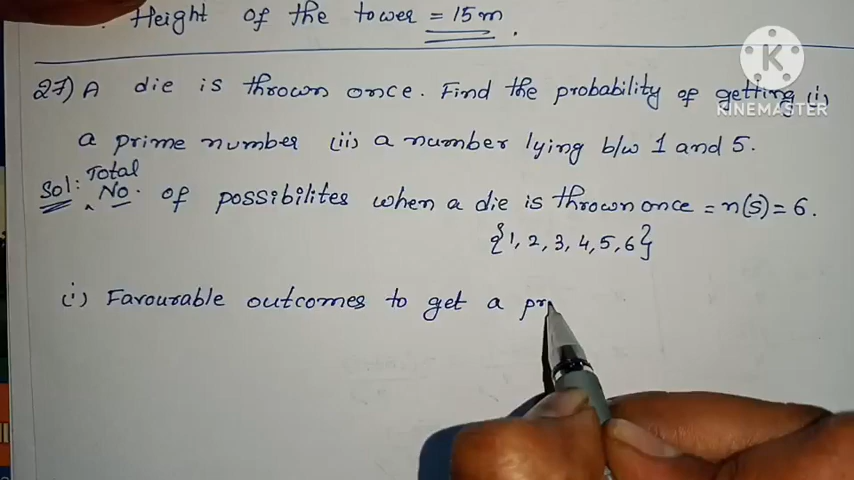 Height of the tower = 15m.
27) A die is thrown once. Find the probability of getting (i)
a prime number (ii) a number lying b/w 1 and 5.
Sol: Total No. of possibilites when a die is thrown once = n(S) = 6.
{1, 2, 3, 4, 5, 6}
(i) Favourable outcomes to get a pr
K
KINEMASTER